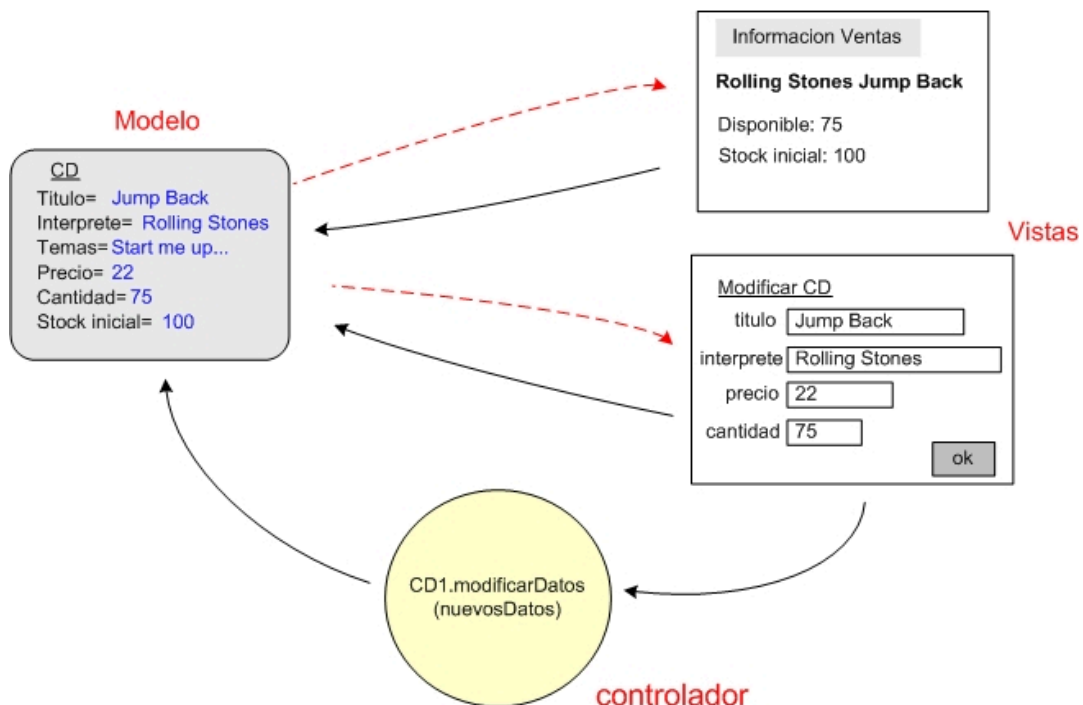 Modelo
CD
Titulo= Jump Back
Interprete= Rolling Stones
Temas= Start me up...
Precio= 22
Cantidad= 75
Stock inicial= 100
Informacion Ventas
Rolling Stones Jump Back
Disponible: 75
Stock inicial: 100
Vistas
Modificar CD
titulo Jump Back
interprete Rolling Stones
precio 22
cantidad 75
ok
CD1.modificarDatos
(nuevosDatos)
controlador